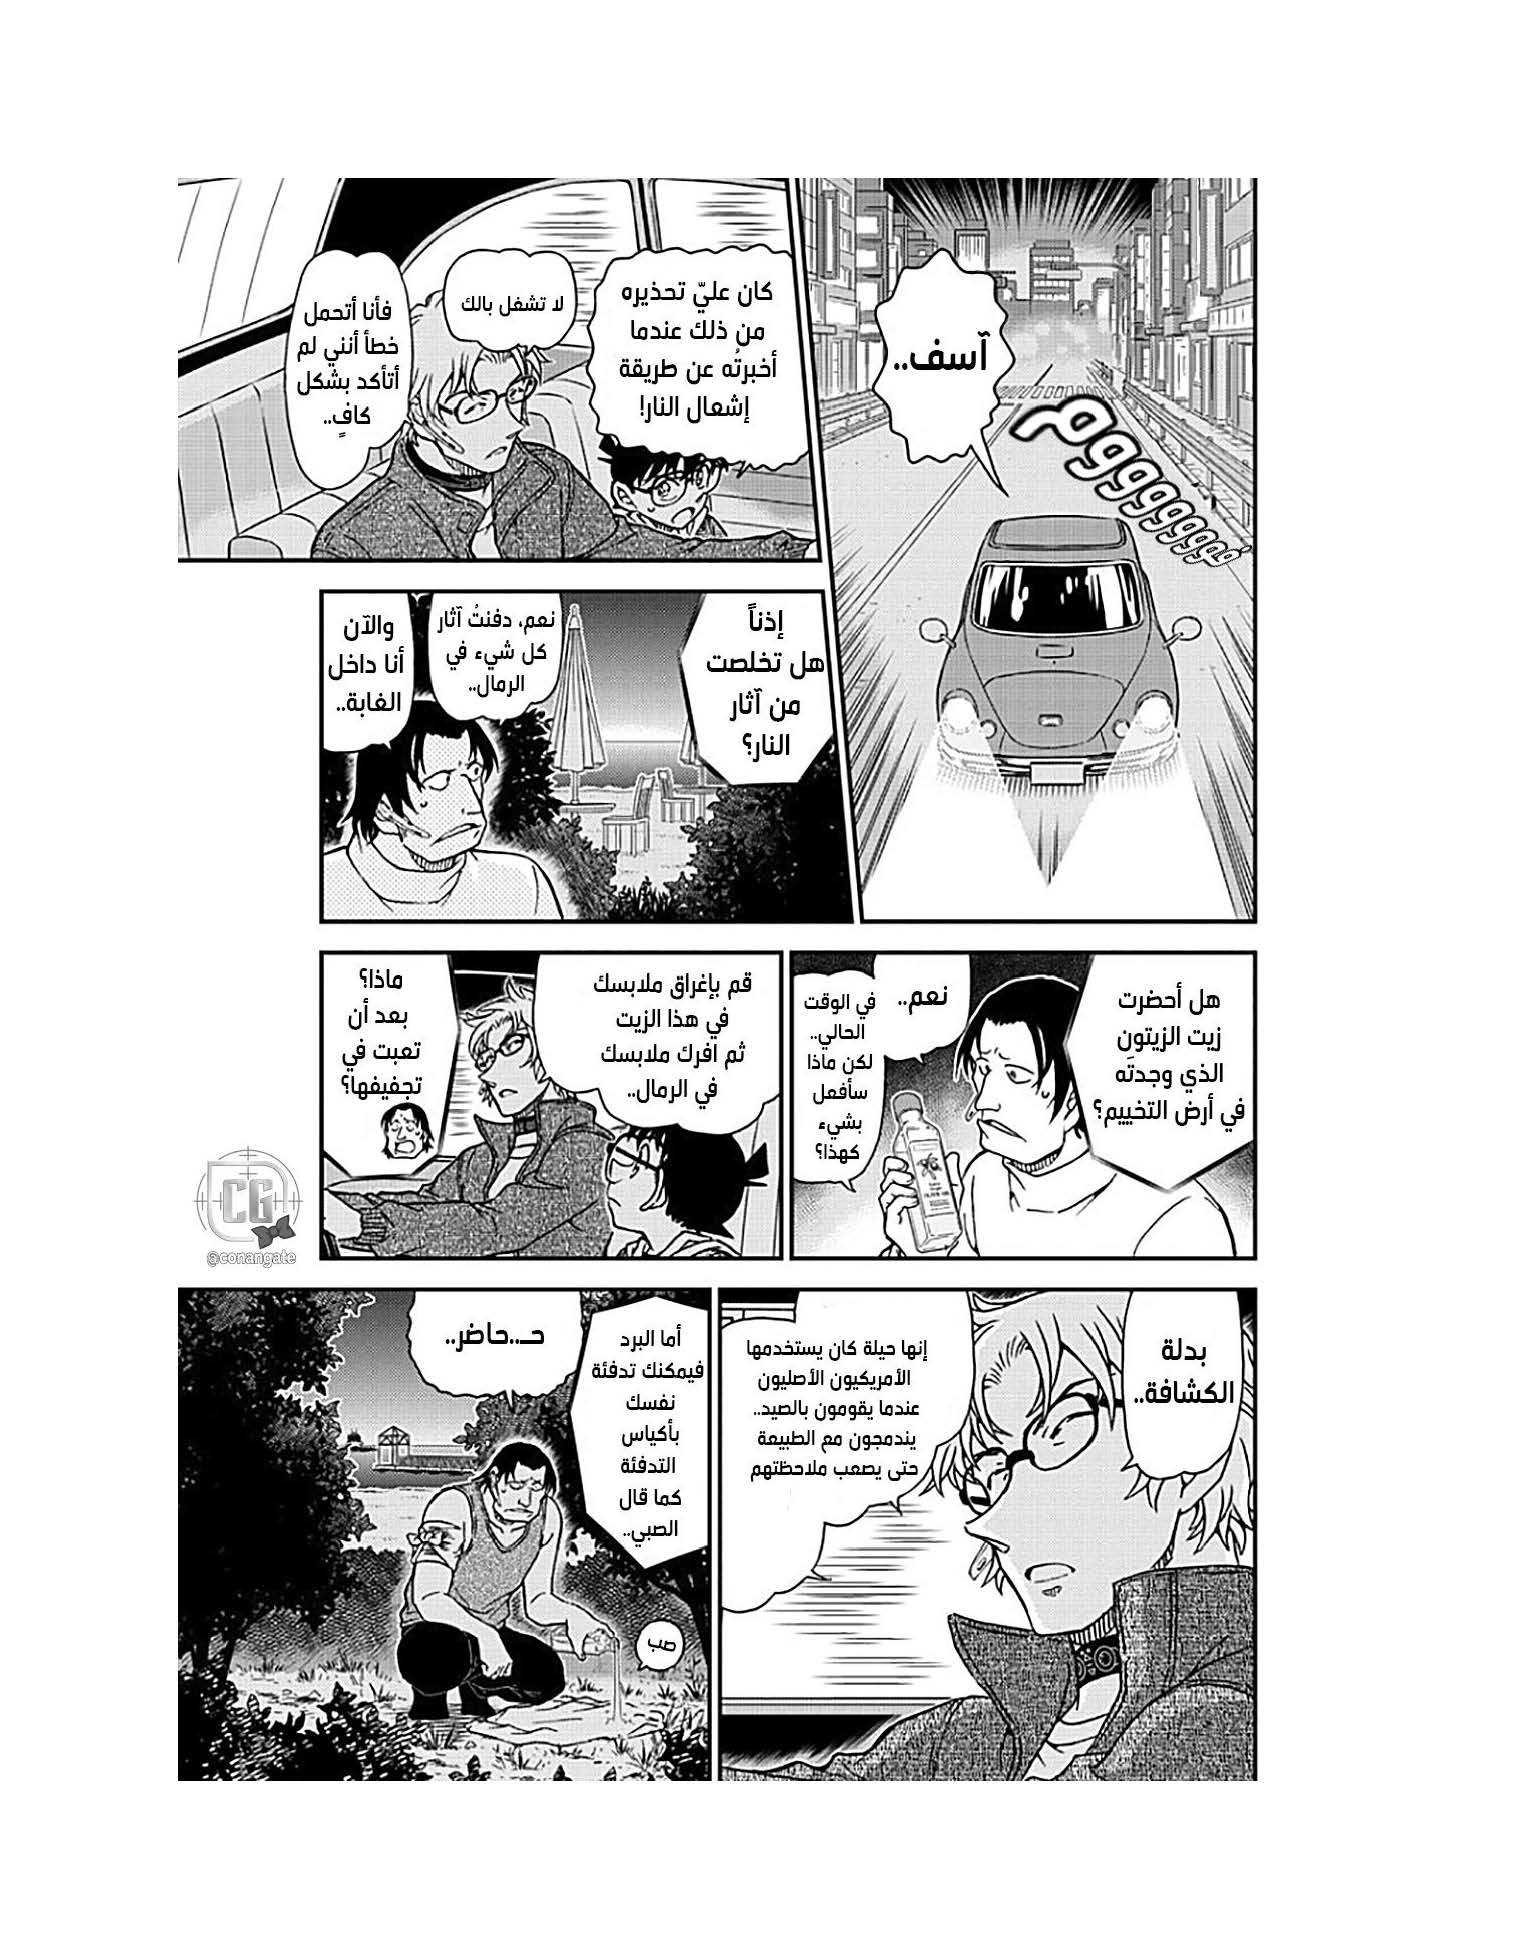 آسف..
فووووووووم
كان عليّ تحذيره
من ذلك عندما
أخبرتُه عن طريقة
إشعال النار!
لا تشغل بالك
فأنا أتحمل
خطأ أنني لم
أتأكد بشكل
كافٍ..
إذناً
هل تخلصت
من آثار
النار؟
نعم، دفنتُ آثار
كل شيء في
الرمال..
والآن
أنا داخل
الغابة..
هل أحضرت
زيت الزيتون
الذي وجدتَه
في أرض التخييم؟
نعم..
في الوقت
الحالي..
لكن ماذا
سأفعل
بشيء
كهذا؟
قم بإغراق ملابسك
في هذا الزيت
ثم افرك ملابسك
في الرمال..
ماذا؟
بعد أن
تعبت في
تجفيفها؟
CG
@conangate
بدلة
الكشافة..
إنها حيلة كان يستخدمها
الأمريكيون الأصليون
عندما يقومون بالصيد..
يندمجون مع الطبيعة
حتى يصعب ملاحظتهم
أما البرد
فيمكنك تدفئة
نفسك
بأكياس
التدفئة
كما قال
الصبي..
حـ..حاضر..
صب